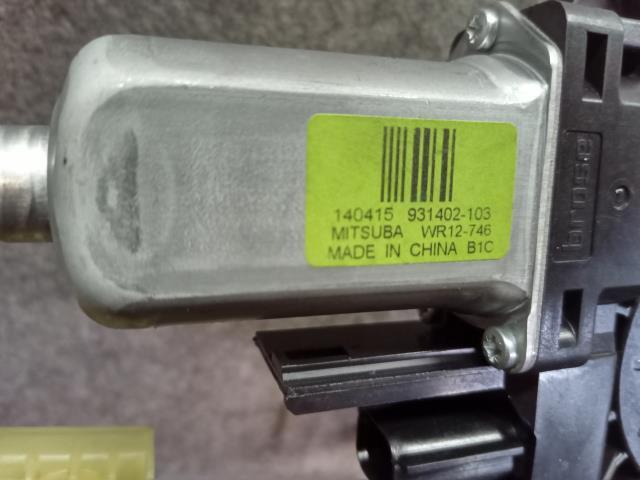 140415 931402-103
MITSUBA WR12-746
MADE IN CHINA B1C
brose